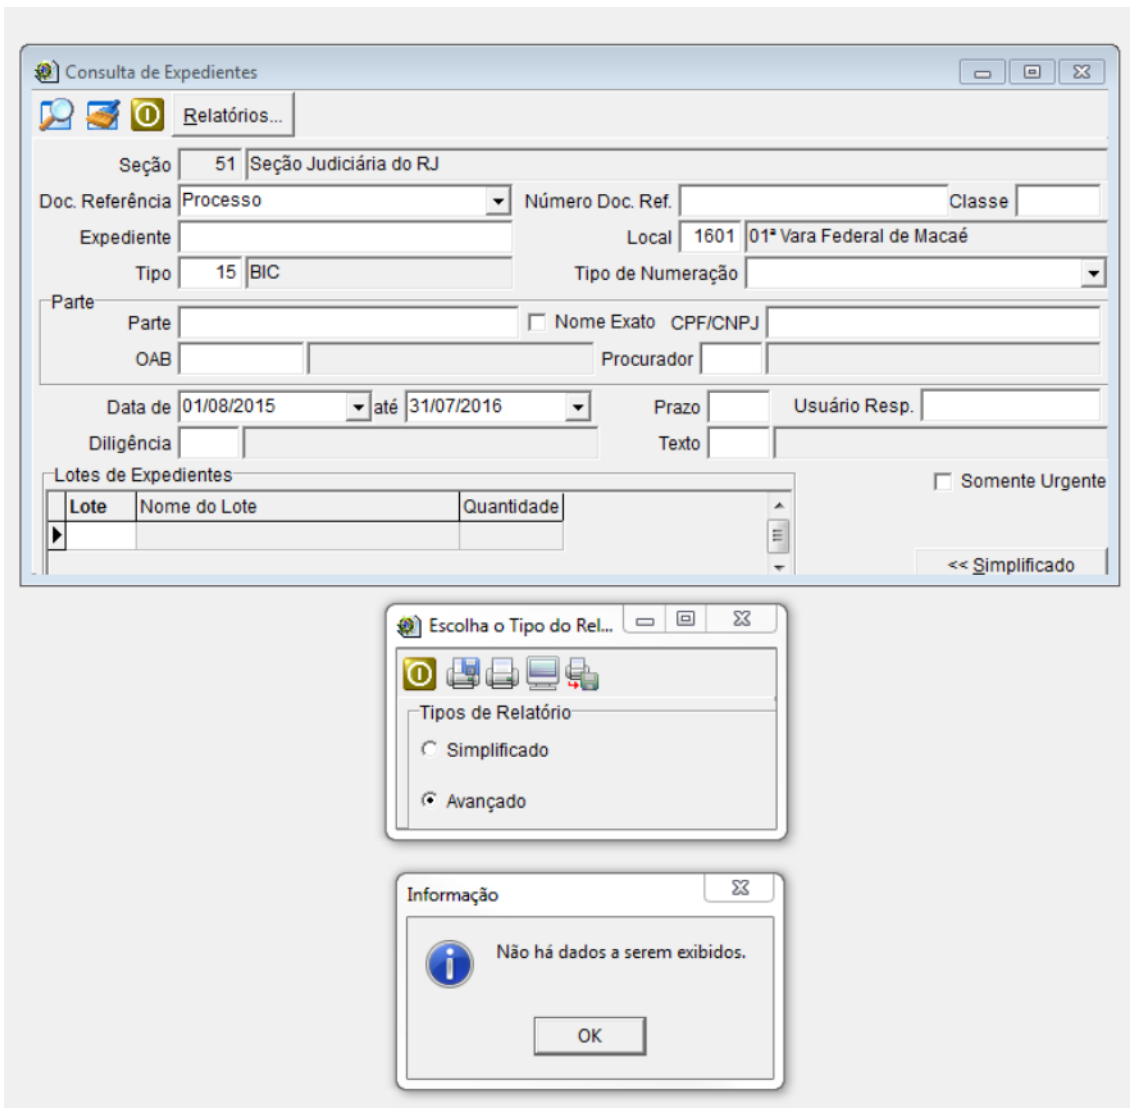 Consulta de Expedientes
Relatórios...
Seção 51 Seção Judiciária do RJ
Doc. Referência Processo Número Doc. Ref. Classe
Expediente Local 1601 01ª Vara Federal de Macaé
Tipo 15 BIC Tipo de Numeração
Parte
Parte Nome Exato CPF/CNPJ
OAB Procurador
Data de 01/08/2015 até 31/07/2016 Prazo Usuário Resp.
Diligência Texto
Lotes de Expedientes Somente Urgente
Lote Nome do Lote Quantidade
<< Simplificado
Escolha o Tipo do Rel...
Tipos de Relatório
Simplificado
Avançado
Informação
Não há dados a serem exibidos.
OK